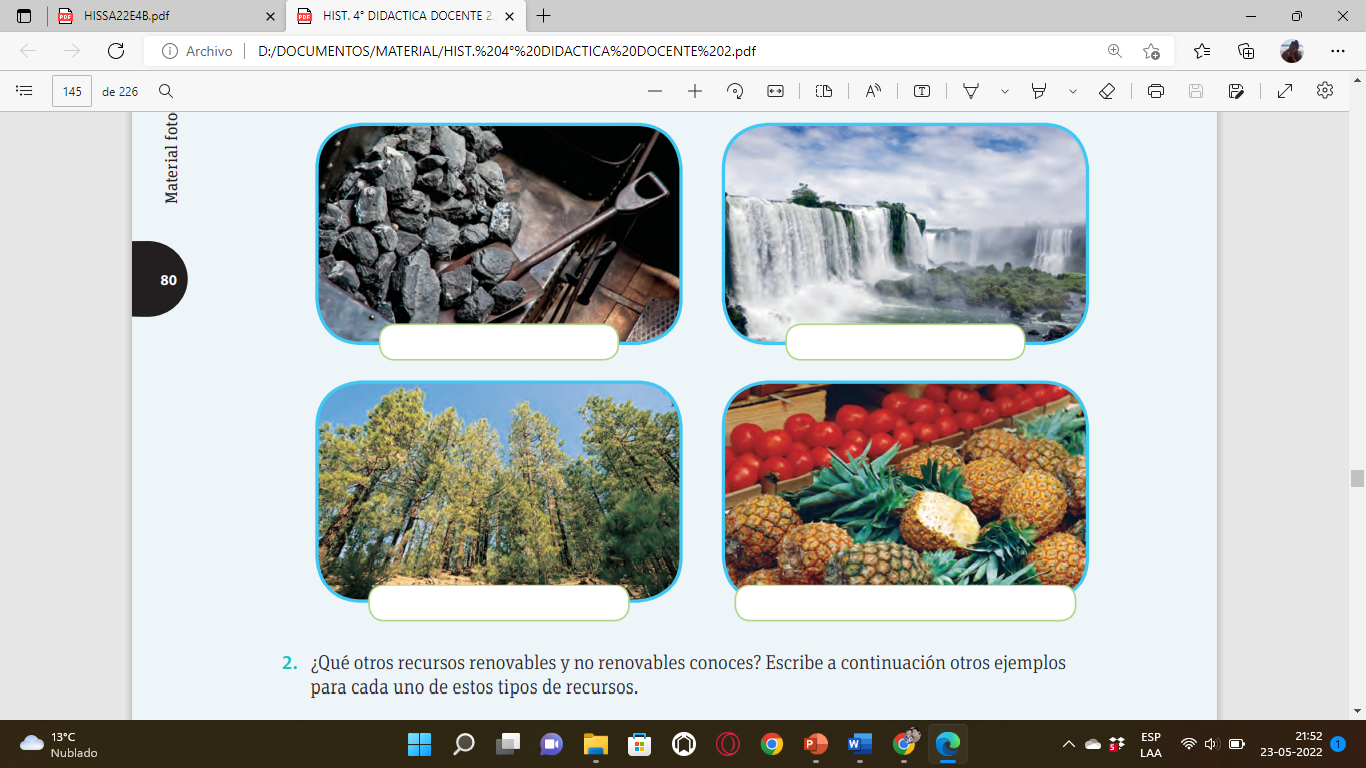 HISSA22E4B.pdf
HIST. 4° DIDACTICA DOCENTE 2
Archivo
D:/DOCUMENTOS/MATERIAL/HIST.%204°%20DIDACTICA%20DOCENTE%202.pdf
145
de 226
Material foto
80
2. ¿Qué otros recursos renovables y no renovables conoces? Escribe a continuación otros ejemplos
para cada uno de estos tipos de recursos.
13°C
Nublado
ESP
LAA
21:52
23-05-2022
1